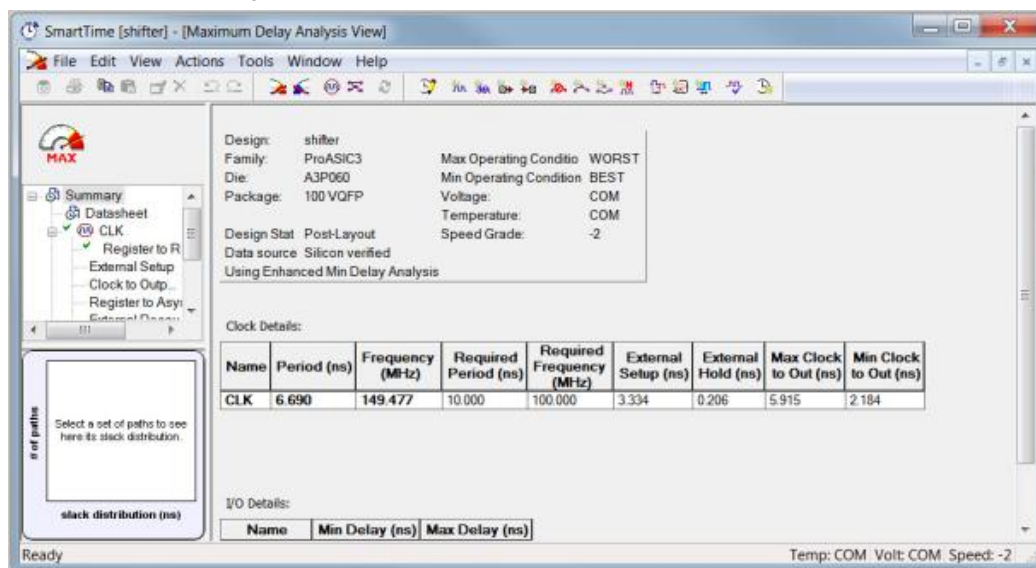 SmartTime [shifter] - [Maximum Delay Analysis View]
File Edit View Actions Tools Window Help
MAX
Summary
Datasheet
CLK
Register to R
External Setup
Clock to Outp...
Register to Asy
Design: shifter
Family: ProASIC3 Max Operating Conditio WORST
Die: A3P060 Min Operating Condition BEST
Package: 100 VQFP Voltage: COM
Temperature: COM
Design Stat Post-Layout Speed Grade: -2
Data source Silicon verified
Using Enhanced Min Delay Analysis
Clock Details:
Name Period (ns) Frequency (MHz) Required Period (ns) Required Frequency (MHz) External Setup (ns) External Hold (ns) Max Clock to Out (ns) Min Clock to Out (ns)
CLK 6.690 149.477 10.000 100.000 3.334 0.206 5.915 2.184
# of paths
Select a set of paths to see
here its slack distribution.
slack distribution (ns)
I/O Details:
Name Min Delay (ns) Max Delay (ns)
Ready Temp: COM Volt: COM Speed: -2